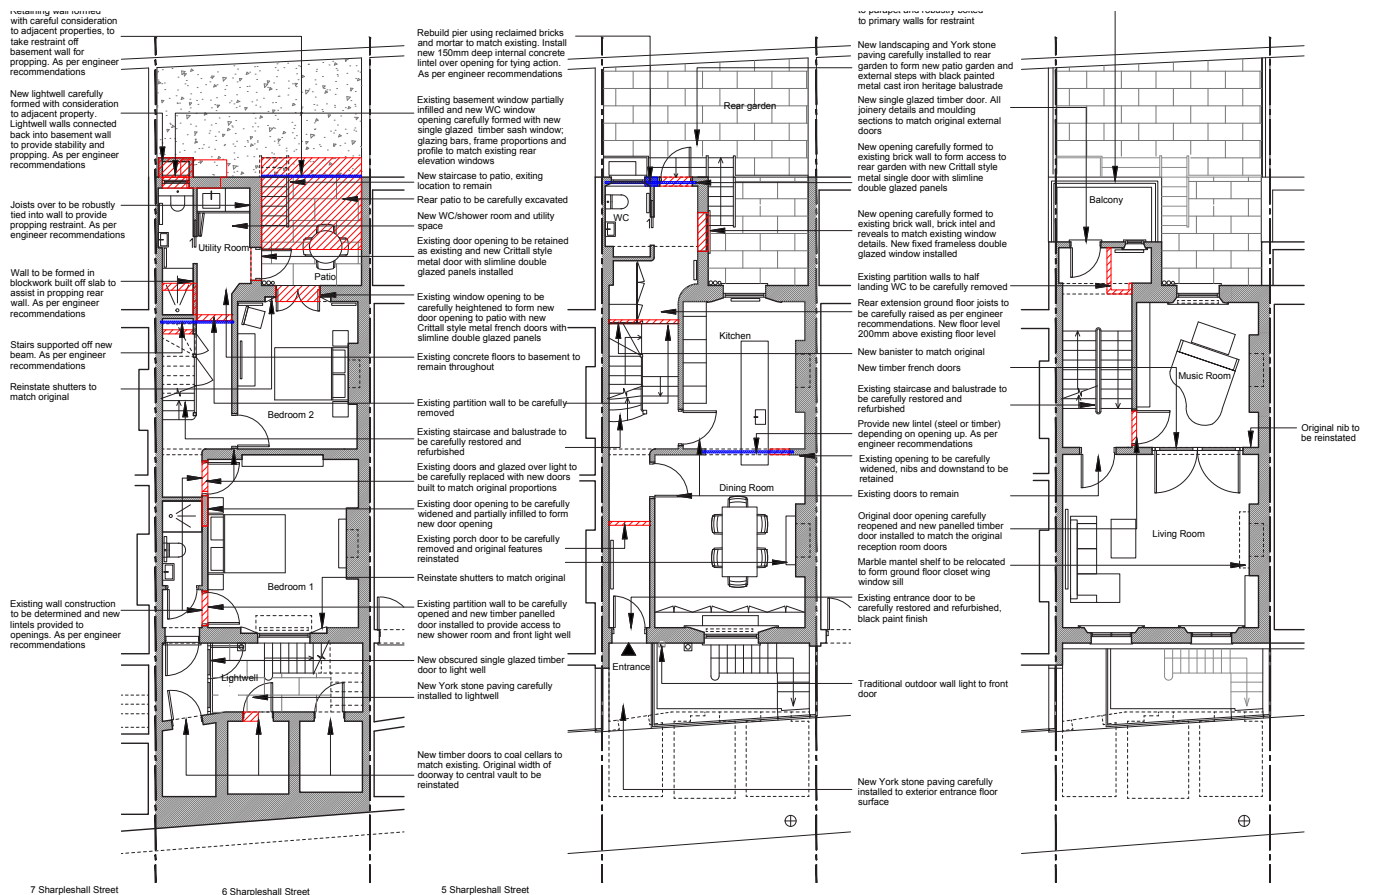 Retaining wall formed
with careful consideration
to adjacent properties, to
take restraint off
basement wall for
propping. As per engineer
recommendations
New lightwell carefully
formed with consideration
to adjacent property.
Lightwell walls connected
back into basement wall
to provide stability and
propping. As per engineer
recommendations
Joists over to be robustly
tied into wall to provide
propping restraint. As per
engineer recommendations
Wall to be formed in
blockwork built off slab to
assist in propping rear
wall. As per engineer
recommendations
Stairs supported off new
beam. As per engineer
recommendations
Reinstate shutters to
match original
Existing wall construction
to be determined and new
lintels provided to
openings. As per engineer
recommendations
Utility Room
Patio
Bedroom 2
Bedroom 1
Lightwell
Rebuild pier using reclaimed bricks
and mortar to match existing. Install
new 150mm deep internal concrete
lintel over opening for tying action.
As per engineer recommendations
Existing basement window partially
infilled and new WC window
opening carefully formed with new
single glazed timber sash window;
glazing bars, frame proportions and
profile to match existing rear
elevation windows
New staircase to patio, exiting
location to remain
Rear patio to be carefully excavated
New WC/shower room and utility
space
Existing door opening to be retained
as existing and new Crittall style
metal door with slimline double
glazed panels installed
Existing window opening to be
carefully heightened to form new
door opening to patio with new
Crittall style metal french doors with
slimline double glazed panels
Existing concrete floors to basement to
remain throughout
Existing partition wall to be carefully
removed
Existing staircase and balustrade to
be carefully restored and
refurbished
Existing doors and glazed over light to
be carefully replaced with new doors
built to match original proportions
Existing door opening to be carefully
widened and partially infilled to form
new door opening
Existing porch door to be carefully
removed and original features
reinstated
Reinstate shutters to match original
Existing partition wall to be carefully
opened and new timber panelled
door installed to provide access to
new shower room and front light well
New obscured single glazed timber
door to light well
New York stone paving carefully
installed to lightwell
New timber doors to coal cellars to
match existing. Original width of
doorway to central vault to be
reinstated
Rear garden
WC
Kitchen
Dining Room
Entrance
to parapet and robustly bolted
to primary walls for restraint
New landscaping and York stone
paving carefully installed to rear
garden to form new patio garden and
external steps with black painted
metal cast iron heritage balustrade
New single glazed timber door. All
joinery details and moulding
sections to match original external
doors
New opening carefully formed to
existing brick wall to form access to
rear garden with new Crittall style
metal single door with slimline
double glazed panels
New opening carefully formed to
existing brick wall, brick intel and
reveals to match existing window
details. New fixed frameless double
glazed window installed
Existing partition walls to half
landing WC to be carefully removed
Rear extension ground floor joists to
be carefully raised as per engineer
recommendations. New floor level
200mm above existing floor level
New banister to match original
New timber french doors
Existing staircase and balustrade to
be carefully restored and
refurbished
Provide new lintel (steel or timber)
depending on opening up. As per
engineer recommendations
Existing opening to be carefully
widened, nibs and downstand to be
retained
Existing doors to remain
Original door opening carefully
reopened and new panelled timber
door installed to match the original
reception room doors
Marble mantel shelf to be relocated
to form ground floor closet wing
window sill
Existing entrance door to be
carefully restored and refurbished,
black paint finish
Traditional outdoor wall light to front
door
New York stone paving carefully
installed to exterior entrance floor
surface
Balcony
Music Room
Living Room
Original nib to
be reinstated
7 Sharpleshall Street
6 Sharpleshall Street
5 Sharpleshall Street